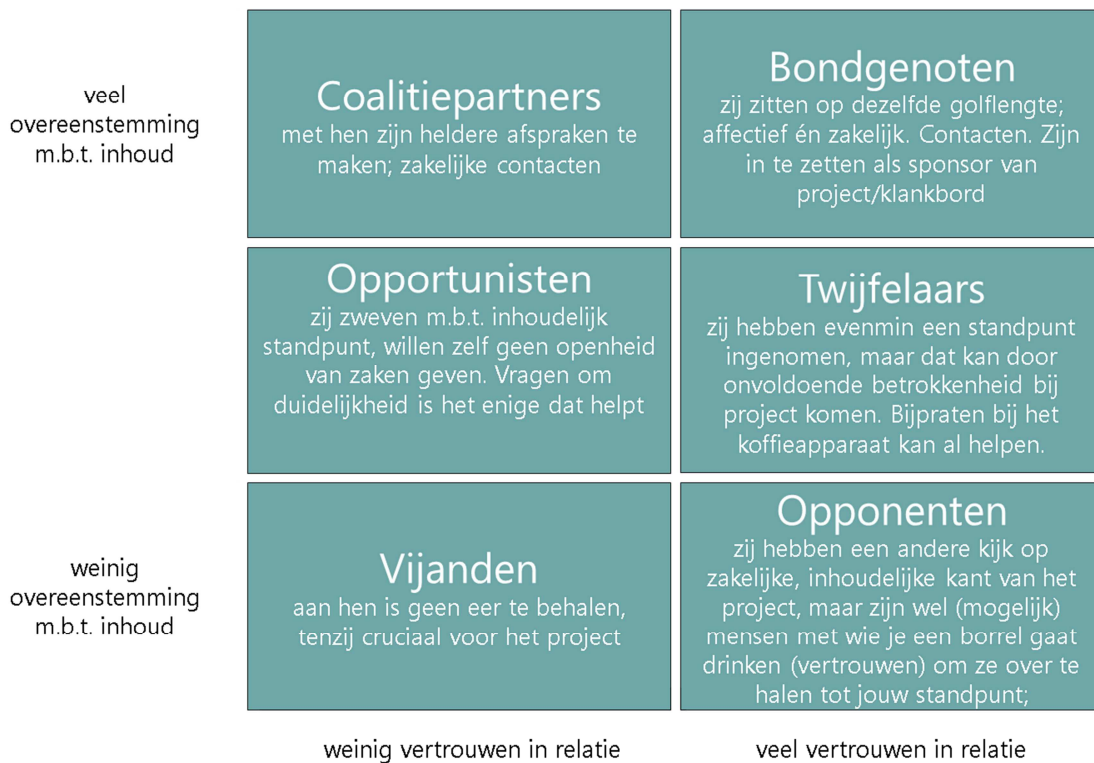 veel
overeenstemming
m.b.t. inhoud
Coalitiepartners
met hen zijn heldere afspraken te
maken; zakelijke contacten
Bondgenoten
zij zitten op dezelfde golflengte;
affectief én zakelijk. Contacten. Zijn
in te zetten als sponsor van
project/klankbord
Opportunisten
zij zweven m.b.t. inhoudelijk
standpunt, willen zelf geen openheid
van zaken geven. Vragen om
duidelijkheid is het enige dat helpt
Twijfelaars
zij hebben evenmin een standpunt
ingenomen, maar dat kan door
onvoldoende betrokkenheid bij
project komen. Bijpraten bij het
koffieapparaat kan al helpen.
weinig
overeenstemming
m.b.t. inhoud
Vijanden
aan hen is geen eer te behalen,
tenzij cruciaal voor het project
Opponenten
zij hebben een andere kijk op
zakelijke, inhoudelijke kant van het
project, maar zijn wel (mogelijk)
mensen met wie je een borrel gaat
drinken (vertrouwen) om ze over te
halen tot jouw standpunt;
weinig vertrouwen in relatie
veel vertrouwen in relatie